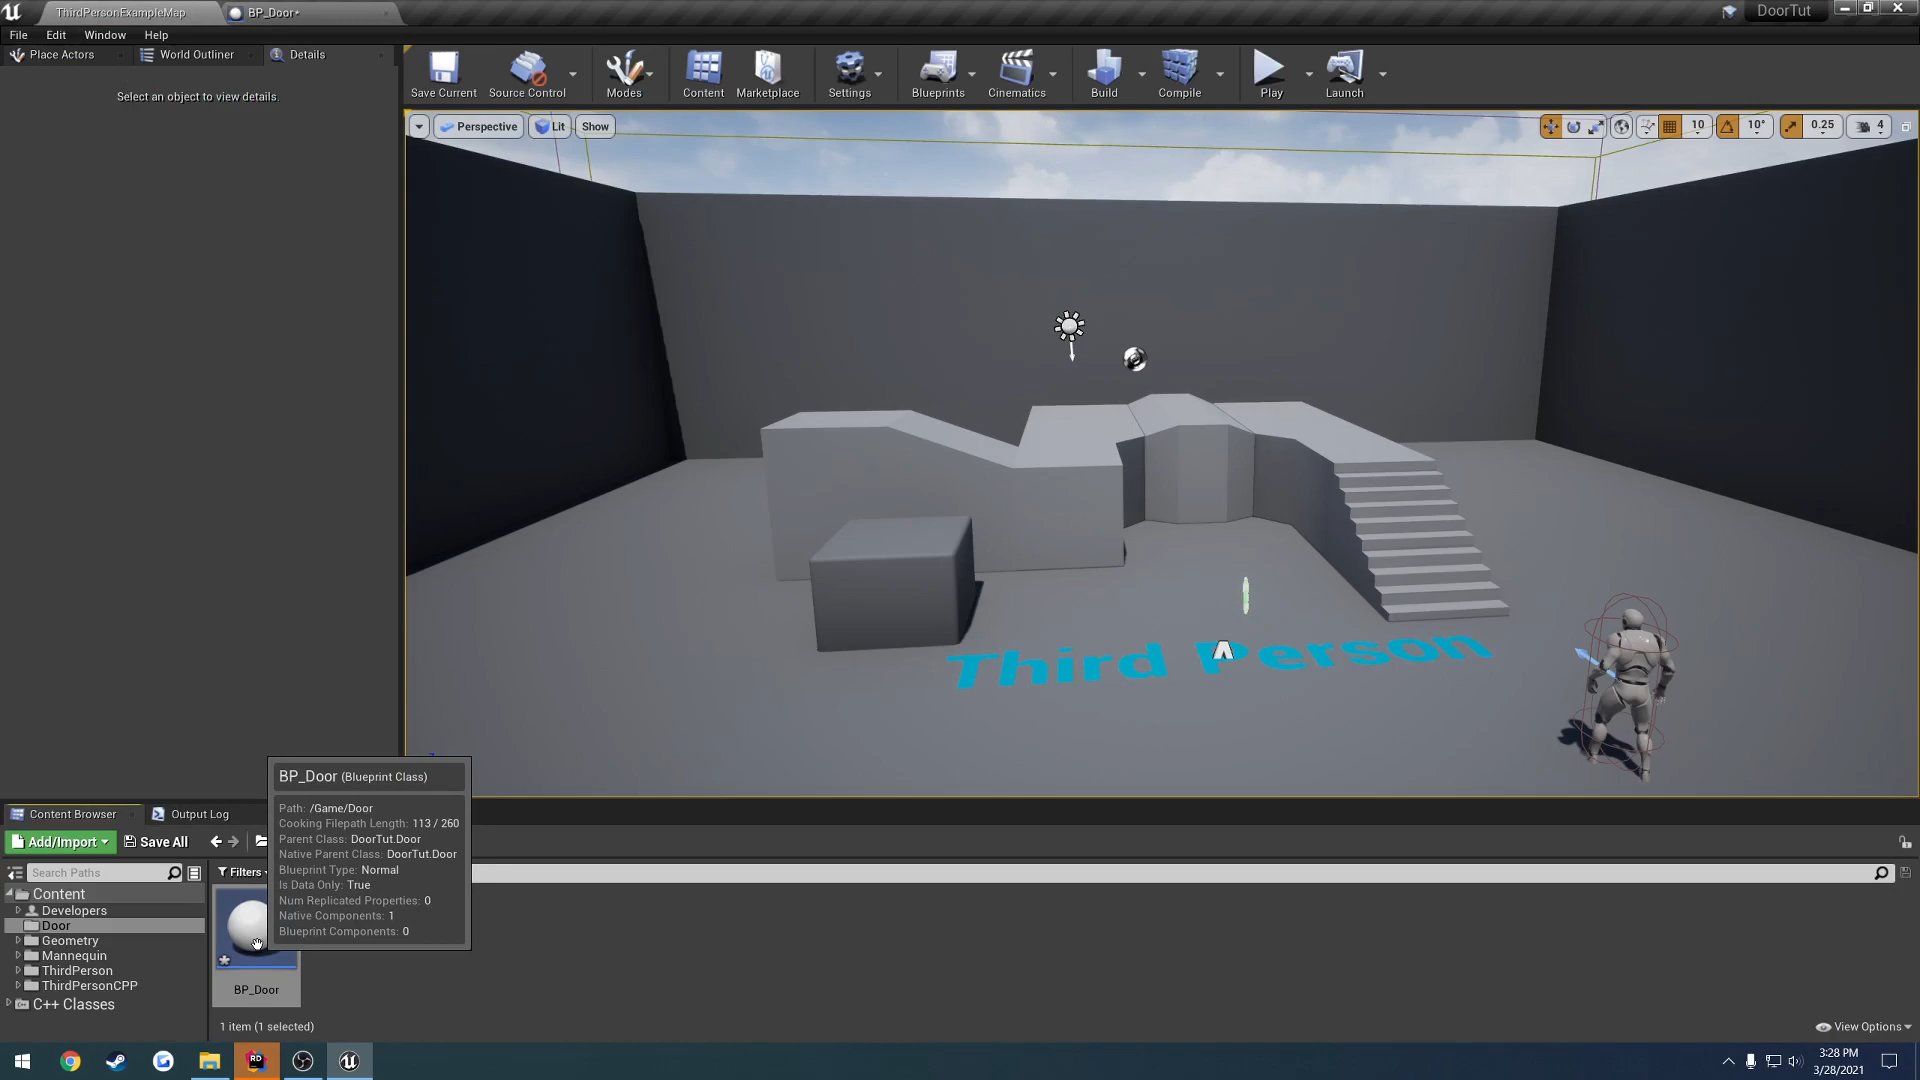 ThirdPersonExampleMap
BP_Door*
DoorTut
File Edit Window Help
Place Actors
World Outliner
Details
Select an object to view details.
Save Current
Source Control
Modes
Content
Marketplace
Settings
Blueprints
Cinematics
Build
Compile
Play
Launch
Perspective
Lit
Show
10
10°
0.25
4
Third Person
BP_Door (Blueprint Class)
Path: /Game/Door
Cooking Filepath Length: 113 / 260
Parent Class: DoorTut.Door
Native Parent Class: DoorTut.Door
Blueprint Type: Normal
Is Data Only: True
Num Replicated Properties: 0
Native Components: 1
Blueprint Components: 0
Content Browser
Output Log
Add/Import
Save All
Search Paths
Filters
Content
Developers
Door
Geometry
Mannequin
ThirdPerson
ThirdPersonCPP
C++ Classes
BP_Door
1 item (1 selected)
View Options
RD
3:28 PM
3/28/2021